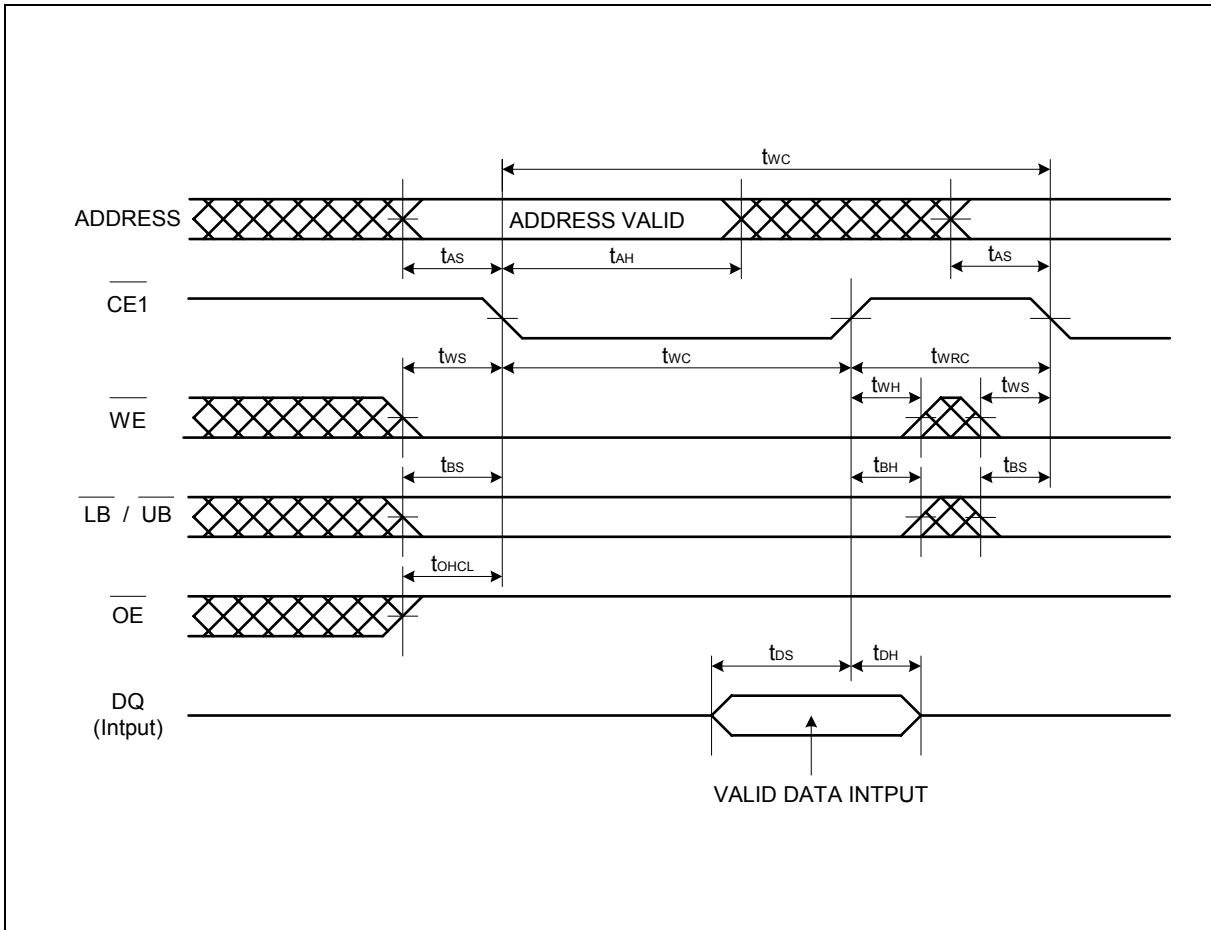 tWC
ADDRESS
ADDRESS VALID
tAS
tAH
tAS
CE1
tWS
tWC
tWRC
tWH
tWS
WE
tBS
tBH
tBS
LB / UB
tOHCL
OE
tDS
tDH
DQ
(Intput)
VALID DATA INTPUT